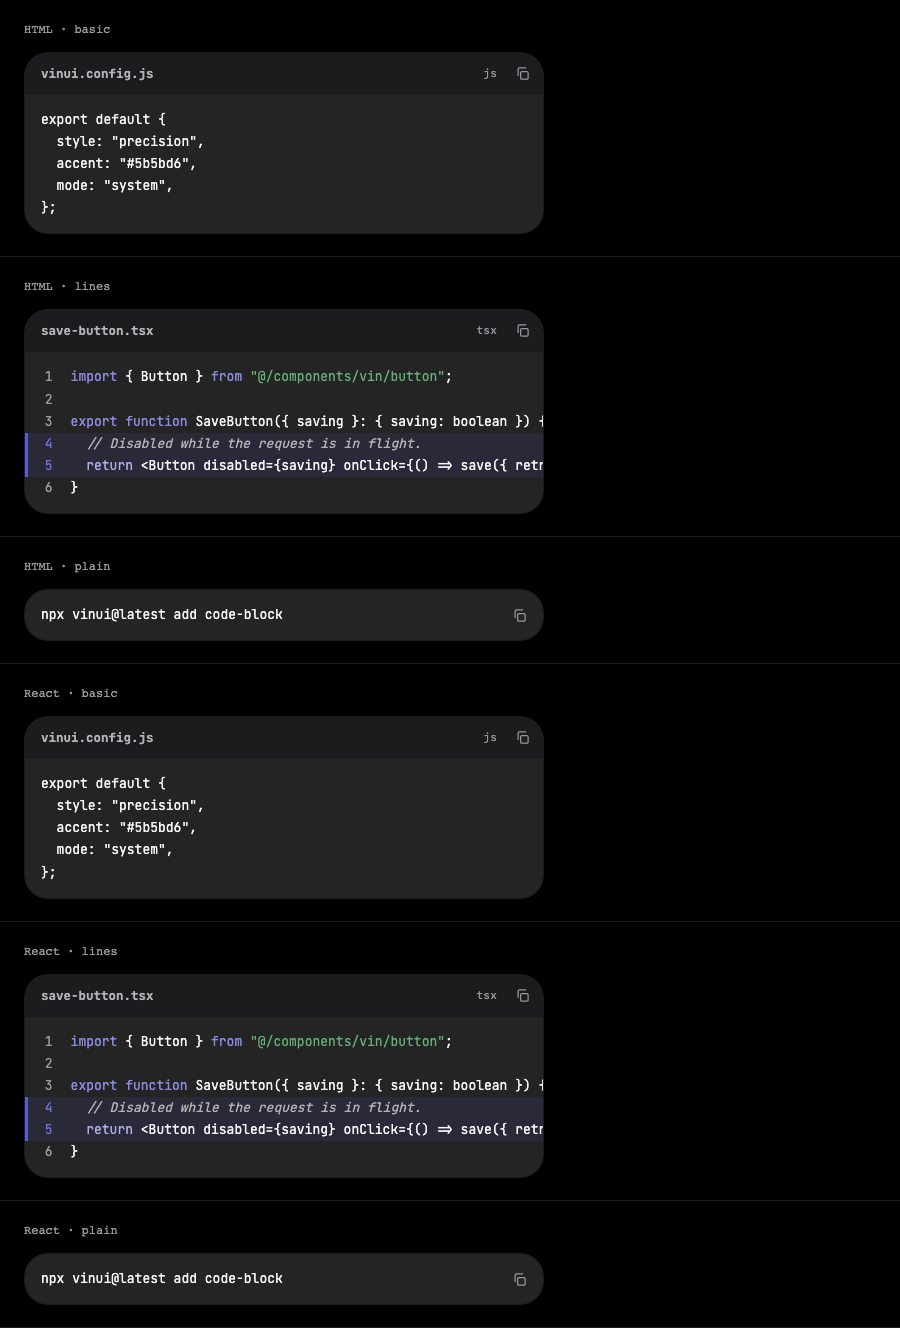 HTML · basic
vinui.config.js js
export default {
  style: "precision",
  accent: "#5b5bd6",
  mode: "system",
};
HTML · lines
save-button.tsx tsx
1 import { Button } from "@/components/vin/button";
2
3 export function SaveButton({ saving }: { saving: boolean }) {
4   // Disabled while the request is in flight.
5   return <Button disabled={saving} onClick={() => save({ retr
6 }
HTML · plain
npx vinui@latest add code-block
React · basic
vinui.config.js js
export default {
  style: "precision",
  accent: "#5b5bd6",
  mode: "system",
};
React · lines
save-button.tsx tsx
1 import { Button } from "@/components/vin/button";
2
3 export function SaveButton({ saving }: { saving: boolean }) {
4   // Disabled while the request is in flight.
5   return <Button disabled={saving} onClick={() => save({ retr
6 }
React · plain
npx vinui@latest add code-block